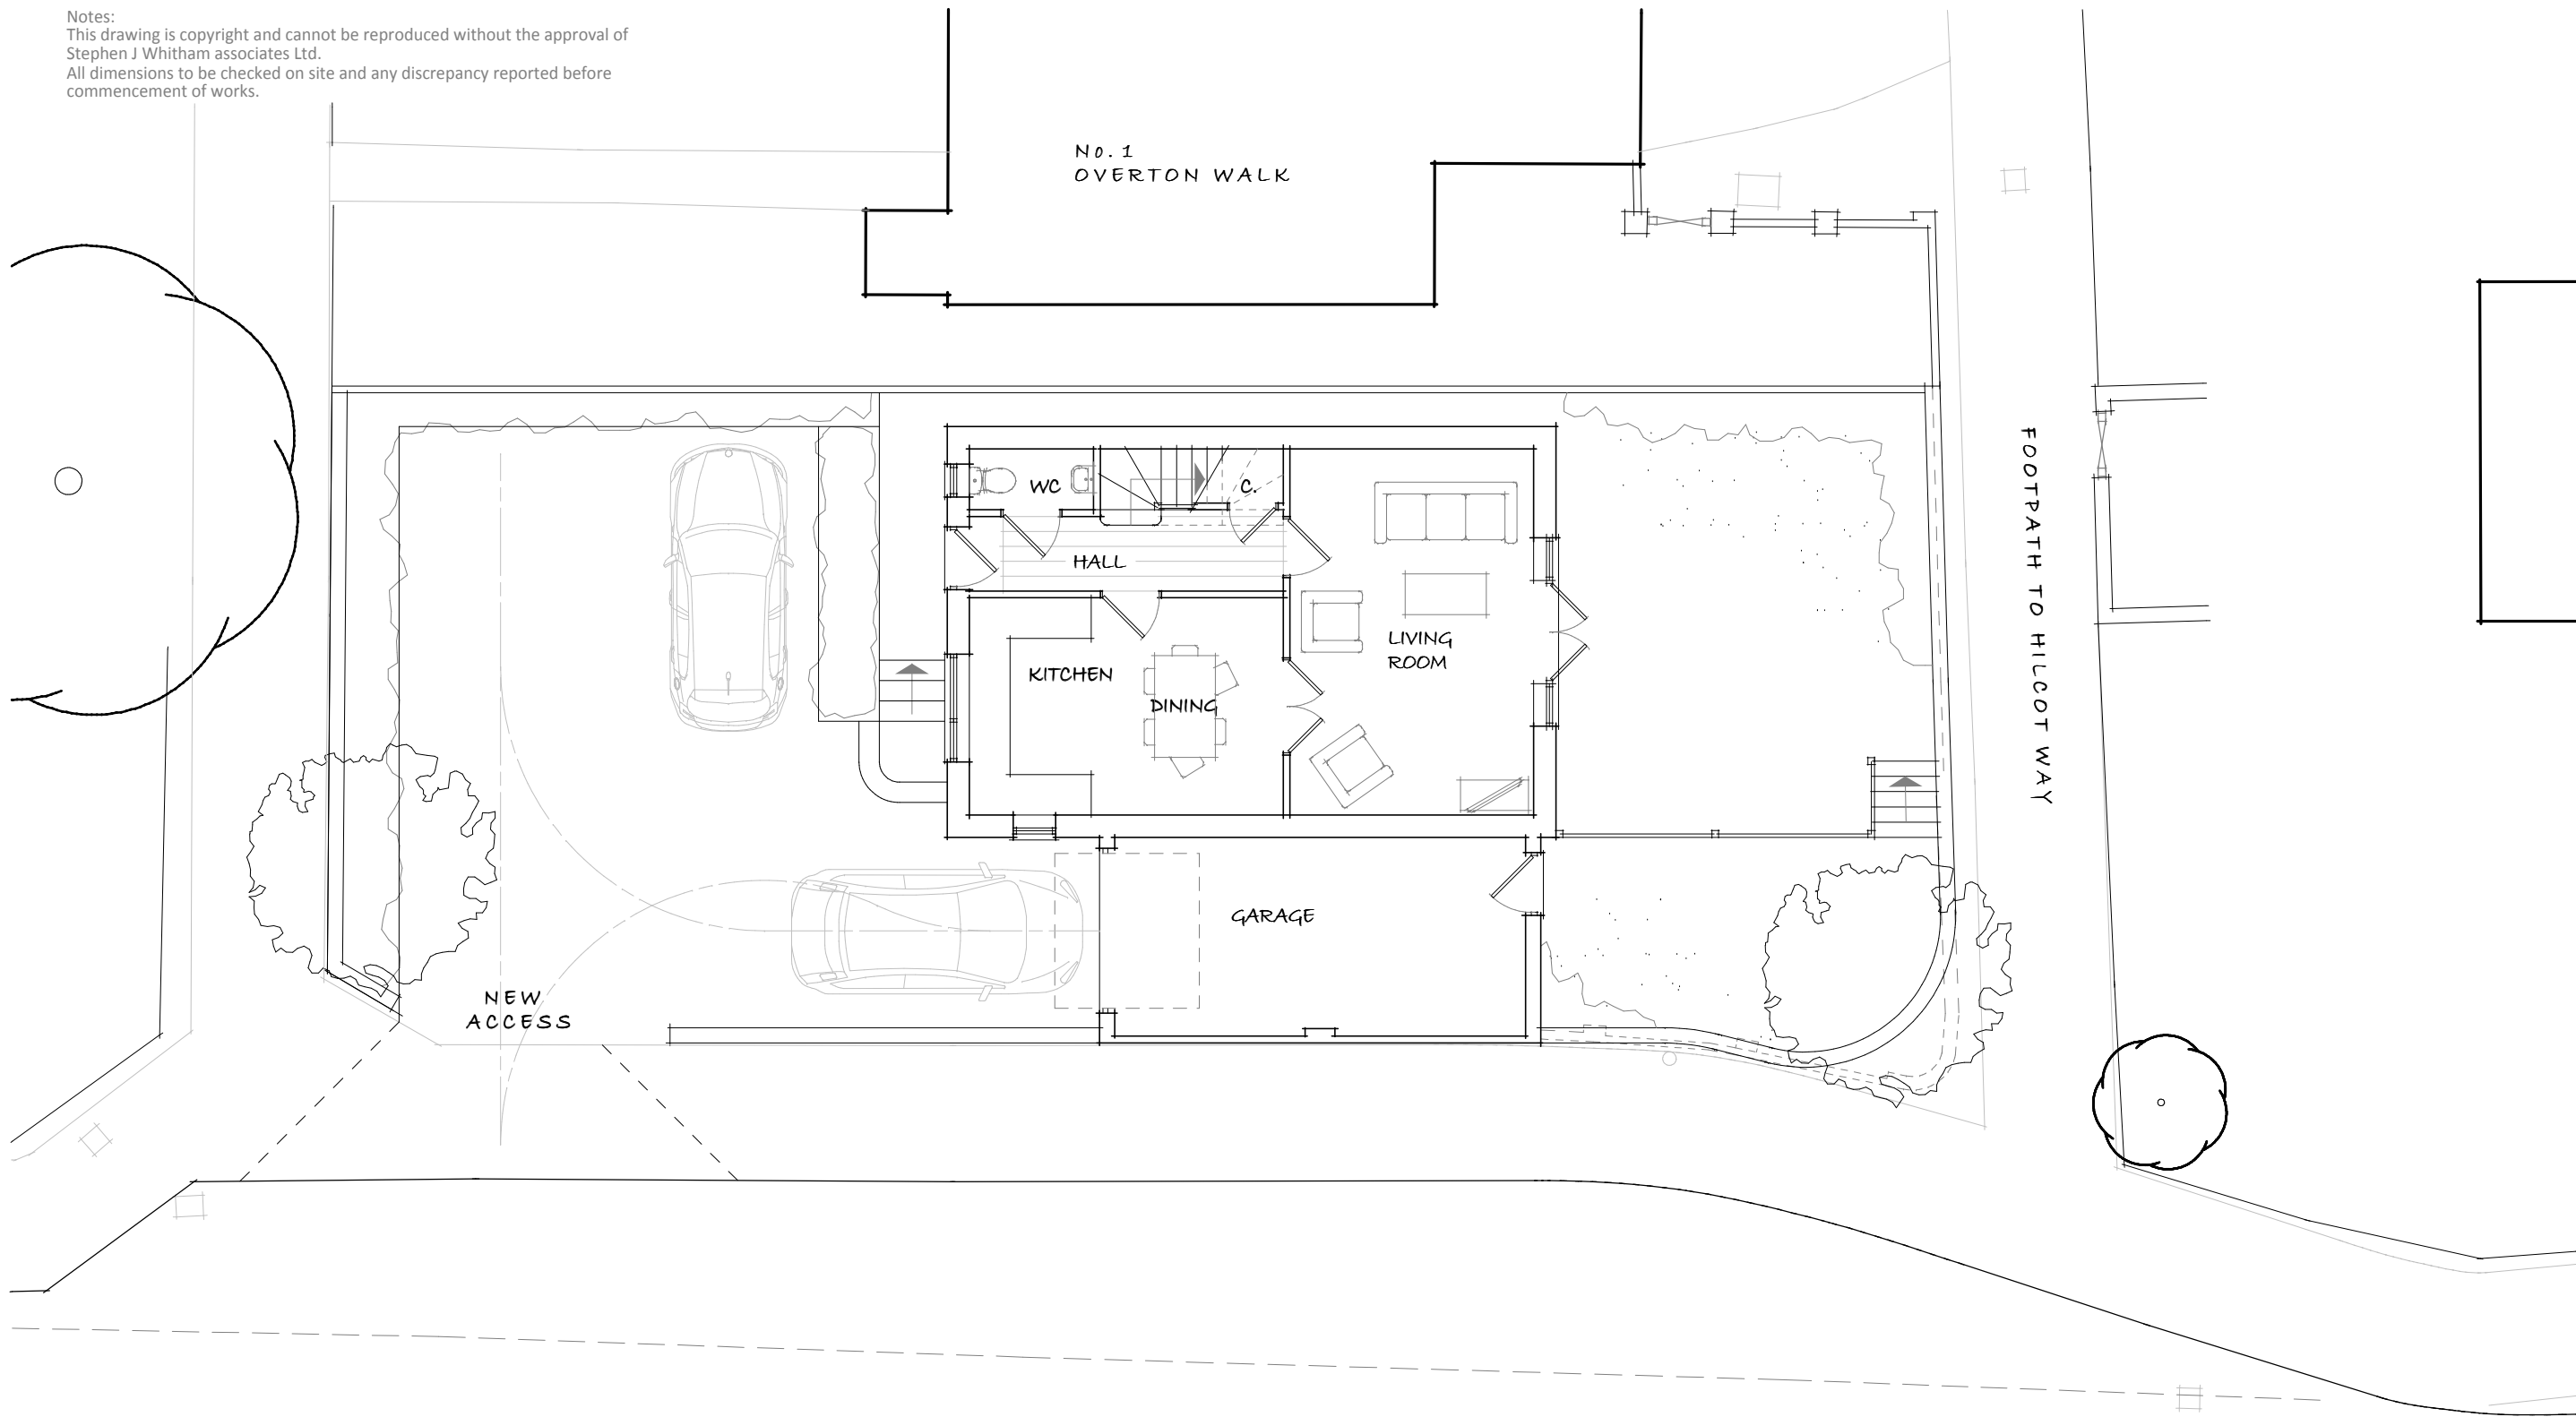 Notes:
This drawing is copyright and cannot be reproduced without the approval of
Stephen J Whitham associates Ltd.
All dimensions to be checked on site and any discrepancy reported before
commencement of works.
No. 1
OVERTON WALK
WC
C.
HALL
LIVING
ROOM
KITCHEN
DINING
GARAGE
NEW
ACCESS
FOOTPATH TO HILCOT WAY